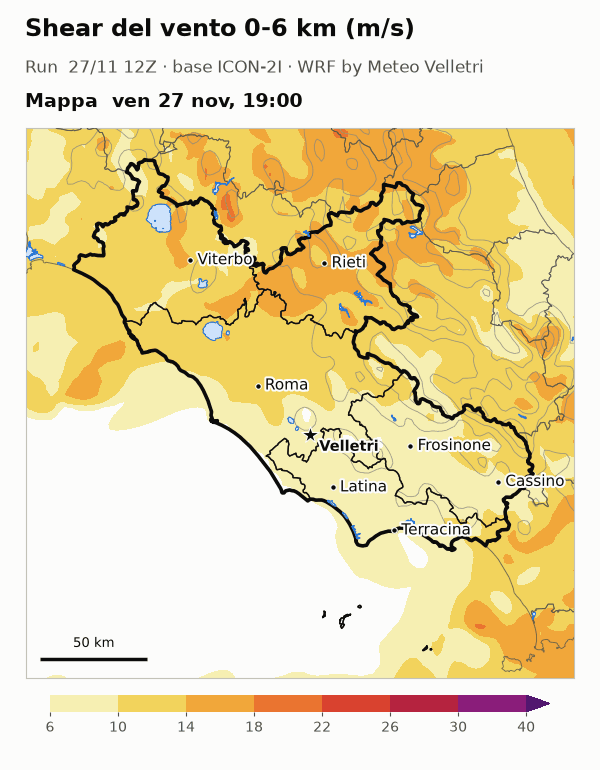 Shear del vento 0-6 km (m/s)
Run 27/11 12Z · base ICON-2I · WRF by Meteo Velletri
Mappa ven 27 nov, 19:00
Viterbo
Rieti
Roma
Velletri
Frosinone
Cassino
Latina
Terracina
50 km
6 10 14 18 22 26 30 40